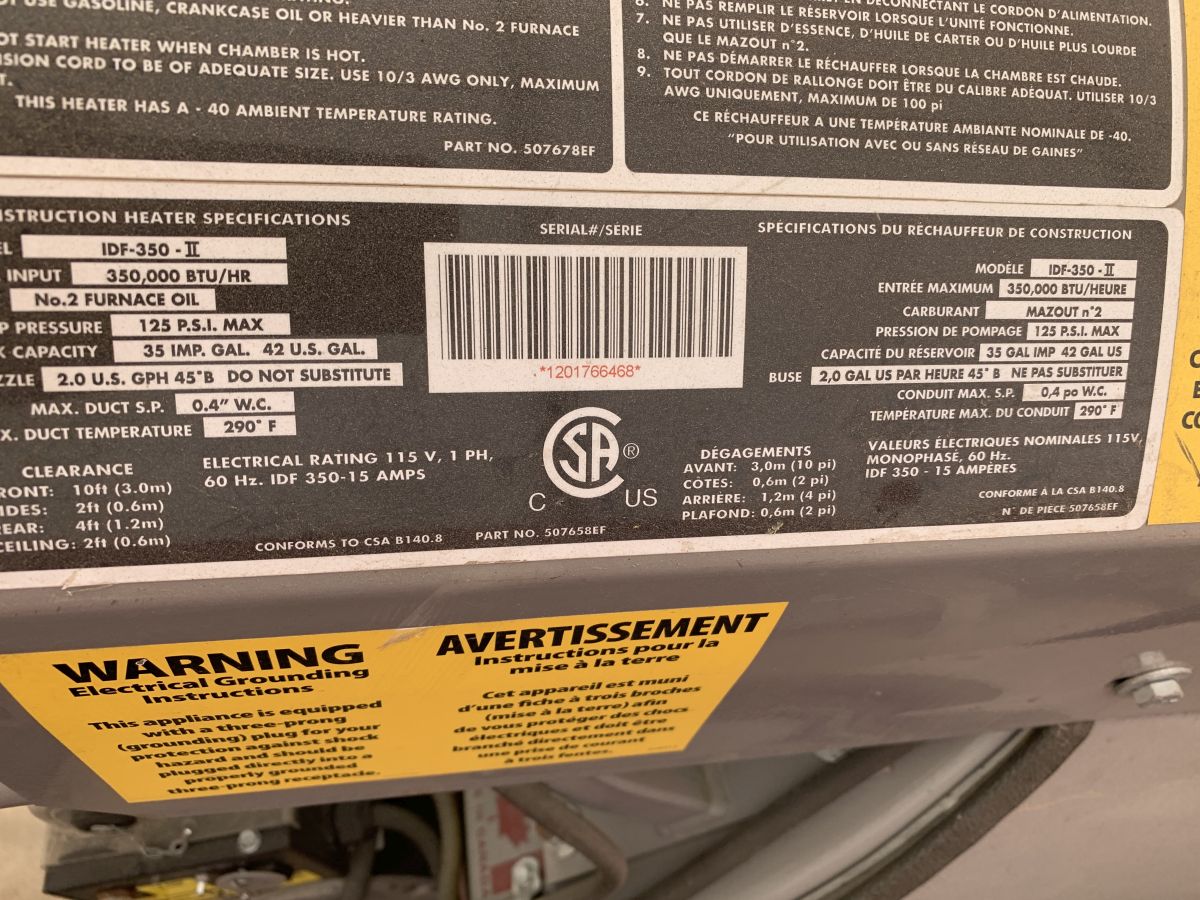 USE GASOLINE, CRANKCASE OIL OR HEAVIER THAN No. 2 FURNACE
START HEATER WHEN CHAMBER IS HOT.
CORD TO BE OF ADEQUATE SIZE. USE 10/3 AWG ONLY, MAXIMUM
THIS HEATER HAS A - 40 AMBIENT TEMPERATURE RATING.
PART NO. 507678EF
DÉCONNECTANT LE CORDON D'ALIMENTATION.
6. NE PAS REMPLIR LE RÉSERVOIR LORSQUE L'UNITÉ FONCTIONNE.
7. NE PAS UTILISER D'ESSENCE, D'HUILE DE CARTER OU D'HUILE PLUS LOURDE
QUE LE MAZOUT n°2.
8. NE PAS DÉMARRER LE RÉCHAUFFER LORSQUE LA CHAMBRE EST CHAUDE.
9. TOUT CORDON DE RALLONGE DOIT ÊTRE DU CALIBRE ADÉQUAT. UTILISER 10/3
AWG UNIQUEMENT, MAXIMUM DE 100 pi
CE RÉCHAUFFEUR A UNE TEMPÉRATURE AMBIANTE NOMINALE DE -40.
"POUR UTILISATION AVEC OU SANS RÉSEAU DE GAINES"
HEATER SPECIFICATIONS
IDF-350 - II
INPUT 350,000 BTU/HR
No.2 FURNACE OIL
PRESSURE 125 P.S.I. MAX
CAPACITY 35 IMP. GAL. 42 U.S. GAL.
2.0 U.S. GPH 45°B DO NOT SUBSTITUTE
MAX. DUCT S.P. 0.4" W.C.
DUCT TEMPERATURE 290° F
CLEARANCE
10ft (3.0m)
2ft (0.6m)
4ft (1.2m)
CEILING: 2ft (0.6m)
ELECTRICAL RATING 115 V, 1 PH,
60 Hz. IDF 350-15 AMPS
CONFORMS TO CSA B140.8
PART NO. 507658EF
SERIAL#/SÉRIE
*1201766468*
CSA ®
C US
SPÉCIFICATIONS DU RÉCHAUFFEUR DE CONSTRUCTION
MODÈLE IDF-350 - II
ENTRÉE MAXIMUM 350,000 BTU/HEURE
CARBURANT MAZOUT n°2
PRESSION DE POMPAGE 125 P.S.I. MAX
CAPACITÉ DU RÉSERVOIR 35 GAL IMP 42 GAL US
BUSE 2,0 GAL US PAR HEURE 45° B NE PAS SUBSTITUER
CONDUIT MAX. S.P. 0,4 po W.C.
TEMPÉRATURE MAX. DU CONDUIT 290° F
DÉGAGEMENTS
AVANT: 3,0m (10 pi)
CÔTES: 0,6m (2 pi)
ARRIÈRE: 1,2m (4 pi)
PLAFOND: 0,6m (2 pi)
VALEURS ÉLECTRIQUES NOMINALES 115V,
MONOPHASÉ, 60 Hz.
IDF 350 - 15 AMPÈRES
CONFORME À LA CSA B140.8
N° DE PIECE 507658EF
WARNING
Electrical Grounding
Instructions
This appliance is equipped
with a three-prong
(grounding) plug for your
protection against shock
hazard and should be
plugged directly into a
properly grounded
three-prong receptacle.
AVERTISSEMENT
Instructions pour la
mise à la terre
Cet appareil est muni
d'une fiche à trois broches
(mise à la terre) afin
de vous protéger des chocs
électriques et doit être
branché directement dans
une prise de courant
à trois fentes.